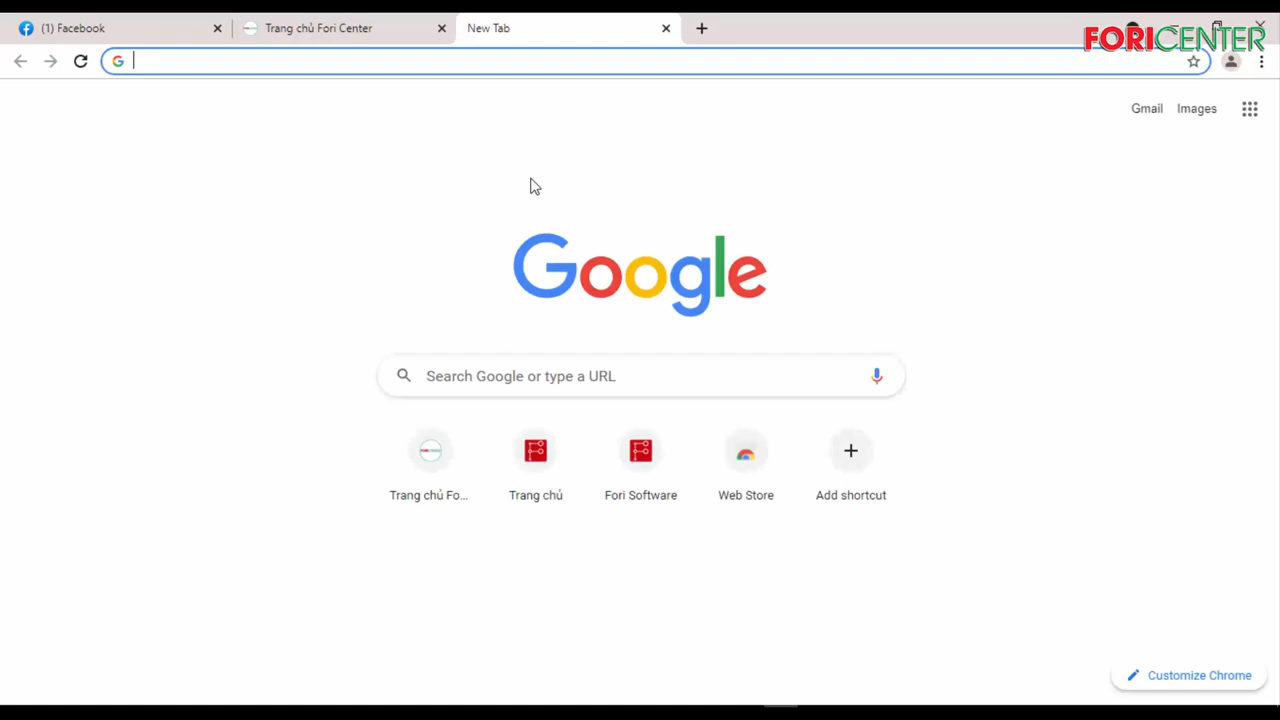 (1) Facebook
Trang chủ Fori Center
New Tab
FORICENTER
Gmail
Images
Google
Search Google or type a URL
Trang chủ Fo...
Trang chủ
Fori Software
Web Store
Add shortcut
Customize Chrome